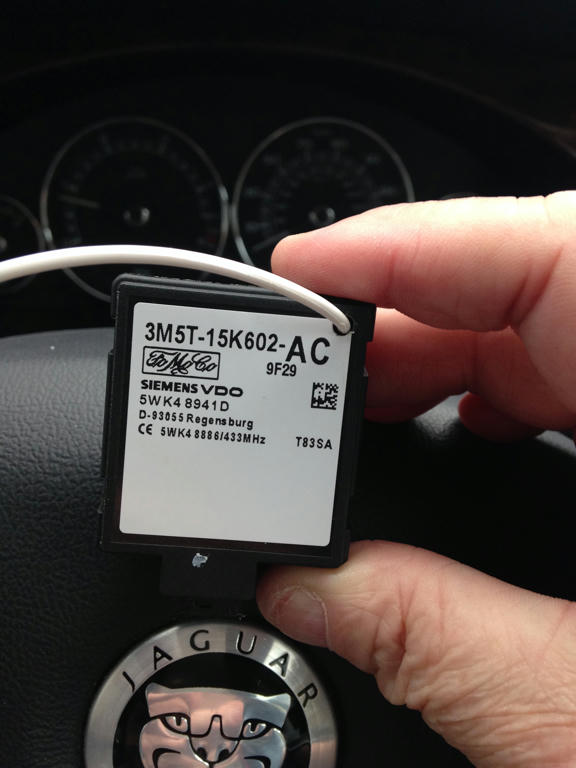 3M5T-15K602-AC
FoMoCo
9F29
SIEMENS VDO
5WK4 8941D
D-93055 Regensburg
CE 5WK4 8886/433MHz
T83SA
JAGUAR